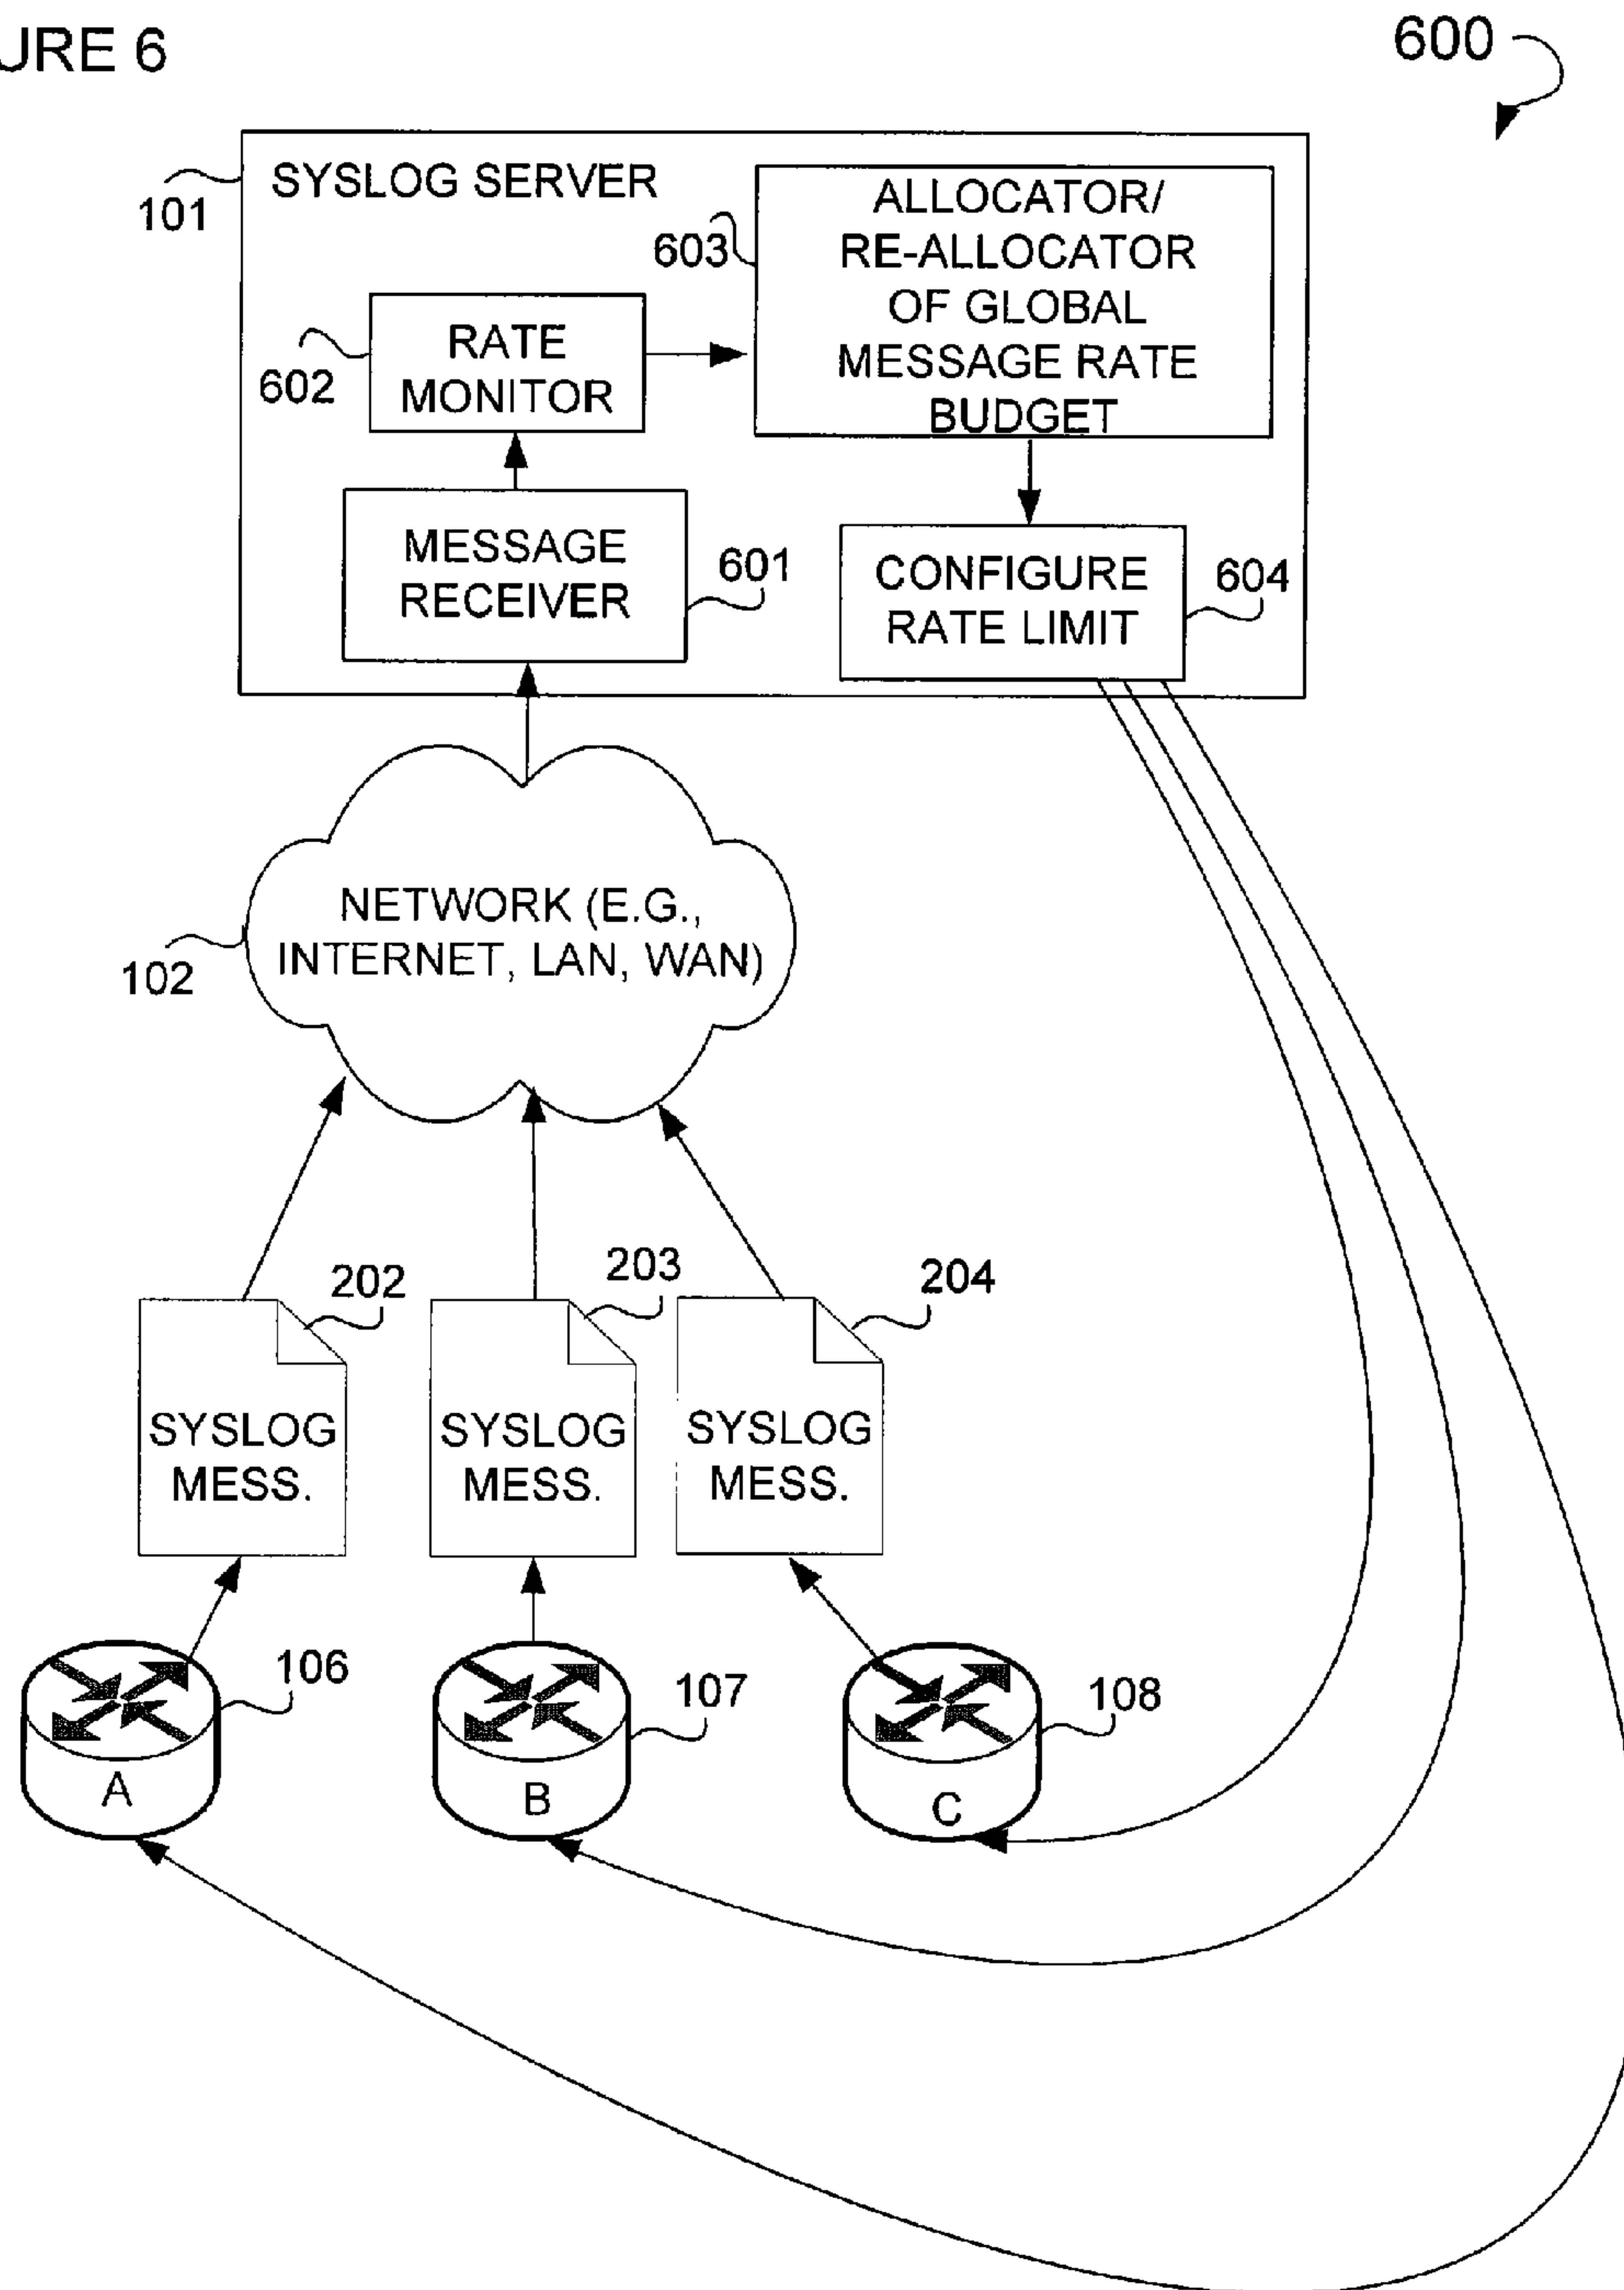 URE 6
600
SYSLOG SERVER
101
ALLOCATOR/
RE-ALLOCATOR
OF GLOBAL
MESSAGE RATE
BUDGET
603
RATE
MONITOR
602
MESSAGE
RECEIVER
601
CONFIGURE
RATE LIMIT
604
NETWORK (E.G.,
INTERNET, LAN, WAN)
102
202
203
204
SYSLOG
MESS.
SYSLOG
MESS.
SYSLOG
MESS.
106
107
108
A
B
C